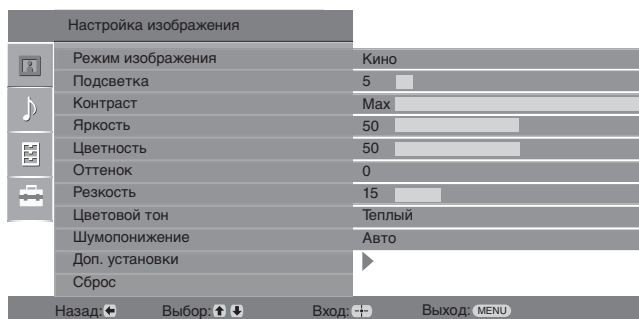 Настройка изображения
Режим изображения Кино
Подсветка 5
Контраст Max
Яркость 50
Цветность 50
Оттенок 0
Резкость 15
Цветовой тон Теплый
Шумопонижение Авто
Доп. установки
Сброс
Назад: Выбор: Вход: Выход: MENU